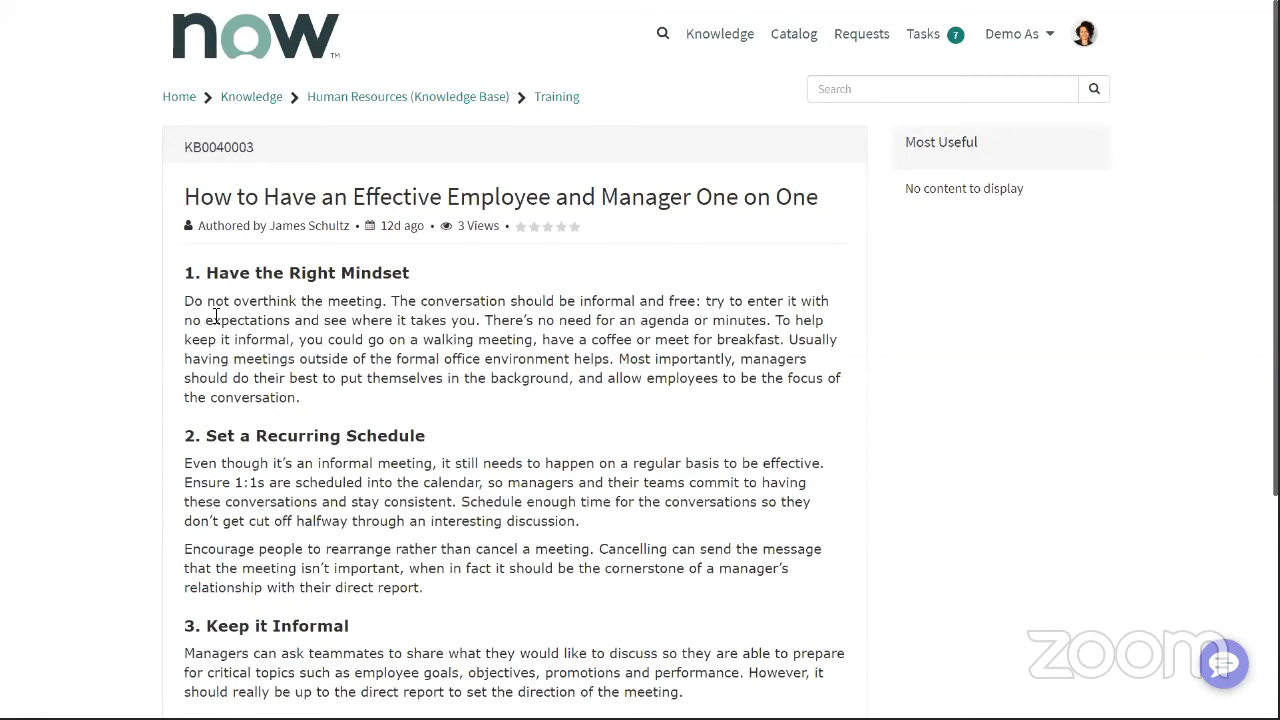 now™
Knowledge Catalog Requests Tasks 7 Demo As
Home Knowledge Human Resources (Knowledge Base) Training
Search
KB0040003
Most Useful
No content to display
How to Have an Effective Employee and Manager One on One
Authored by James Schultz • 12d ago • 3 Views •
1. Have the Right Mindset
Do not overthink the meeting. The conversation should be informal and free: try to enter it with
no expectations and see where it takes you. There’s no need for an agenda or minutes. To help
keep it informal, you could go on a walking meeting, have a coffee or meet for breakfast. Usually
having meetings outside of the formal office environment helps. Most importantly, managers
should do their best to put themselves in the background, and allow employees to be the focus of
the conversation.
2. Set a Recurring Schedule
Even though it’s an informal meeting, it still needs to happen on a regular basis to be effective.
Ensure 1:1s are scheduled into the calendar, so managers and their teams commit to having
these conversations and stay consistent. Schedule enough time for the conversations so they
don’t get cut off halfway through an interesting discussion.
Encourage people to rearrange rather than cancel a meeting. Cancelling can send the message
that the meeting isn’t important, when in fact it should be the cornerstone of a manager’s
relationship with their direct report.
3. Keep it Informal
Managers can ask teammates to share what they would like to discuss so they are able to prepare
for critical topics such as employee goals, objectives, promotions and performance. However, it
should really be up to the direct report to set the direction of the meeting.
zoom